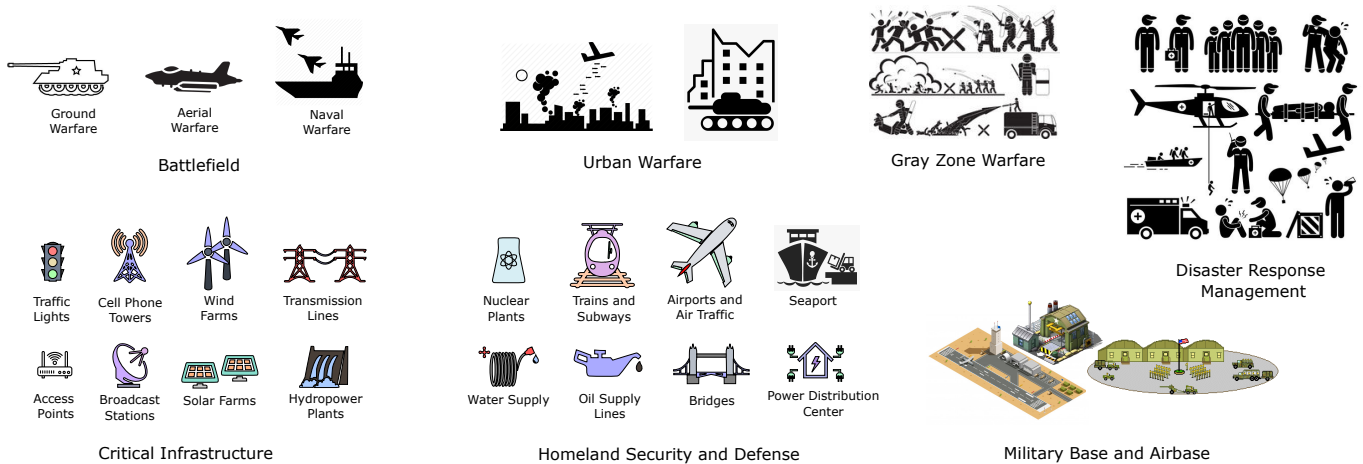 Ground
Warfare
Aerial
Warfare
Naval
Warfare
Battlefield
Urban Warfare
Gray Zone Warfare
Disaster Response
Management
Traffic
Lights
Cell Phone
Towers
Wind
Farms
Transmission
Lines
Access
Points
Broadcast
Stations
Solar Farms
Hydropower
Plants
Critical Infrastructure
Nuclear
Plants
Trains and
Subways
Airports and
Air Traffic
Seaport
Water Supply
Oil Supply
Lines
Bridges
Power Distribution
Center
Homeland Security and Defense
Military Base and Airbase